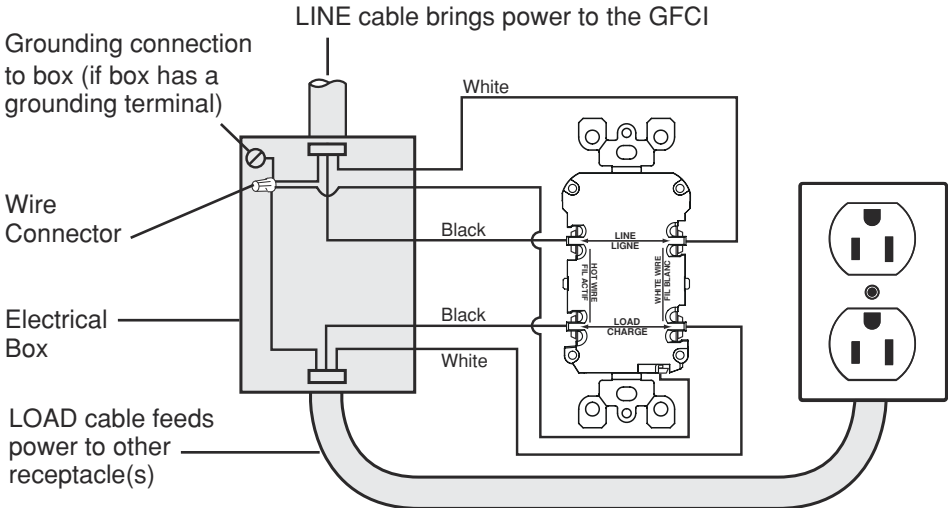 LINE cable brings power to the GFCI
Grounding connection
to box (if box has a
grounding terminal)
White
Wire
Connector
Black
LINE
LIGNE
HOT WIRE
FIL ACTIF
WHITE WIRE
FIL BLANC
Electrical
Box
Black
LOAD
CHARGE
White
LOAD cable feeds
power to other
receptacle(s)